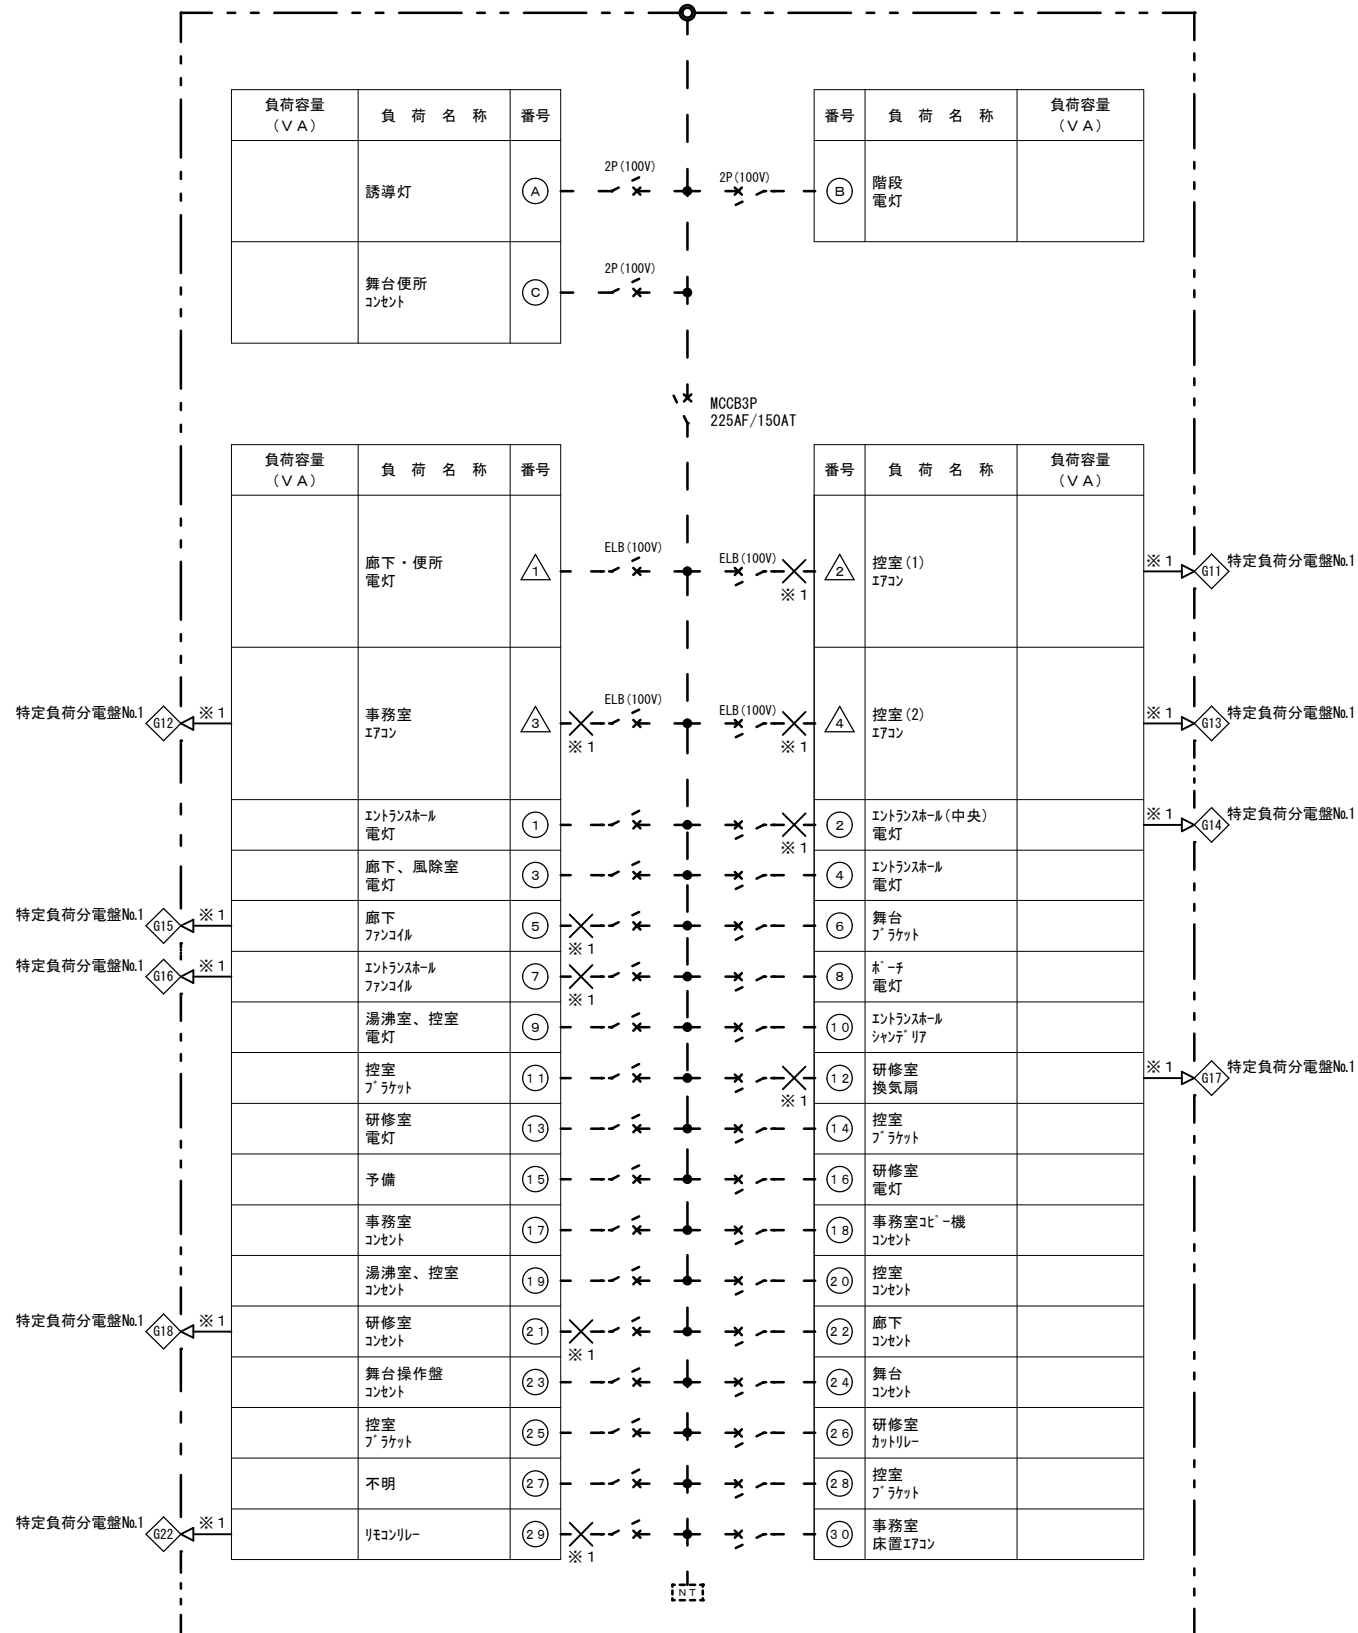 負荷容量
(ＶＡ)
負 荷 名 称
番号
誘導灯
A
2P(100V)
舞台便所
コンセント
C
2P(100V)
番号
負 荷 名 称
負荷容量
(ＶＡ)
2P(100V)
B
階段
電灯
MCCB3P
225AF/150AT
負荷容量
(ＶＡ)
負 荷 名 称
番号
番号
負 荷 名 称
負荷容量
(ＶＡ)
廊下・便所
電灯
1
ELB(100V)
ELB(100V)
※1
2
控室(1)
エアコン
※1
G11
特定負荷分電盤№1
特定負荷分電盤№1
G12
※1
事務室
エアコン
3
※1
ELB(100V)
ELB(100V)
※1
4
控室(2)
エアコン
※1
G13
特定負荷分電盤№1
エントランスホール
電灯
1
※1
2
エントランスホール(中央)
電灯
※1
G14
特定負荷分電盤№1
廊下、風除室
電灯
3
4
エントランスホール
電灯
特定負荷分電盤№1
G15
※1
廊下
ファンコイル
5
※1
6
舞台
ブラケット
特定負荷分電盤№1
G16
※1
エントランスホール
ファンコイル
7
※1
8
ポーチ
電灯
湯沸室、控室
電灯
9
10
エントランスホール
シャンデリア
控室
ブラケット
11
※1
12
研修室
換気扇
※1
G17
特定負荷分電盤№1
研修室
電灯
13
14
控室
ブラケット
予備
15
16
研修室
電灯
事務室
コンセント
17
18
事務室コピー機
コンセント
湯沸室、控室
コンセント
19
20
控室
コンセント
特定負荷分電盤№1
G18
※1
研修室
コンセント
21
※1
22
廊下
コンセント
舞台操作盤
コンセント
23
24
舞台
コンセント
控室
ブラケット
25
26
研修室
カットリレー
不明
27
28
控室
ブラケット
特定負荷分電盤№1
G22
※1
リモコンリレー
29
※1
30
事務室
床置エアコン
NT